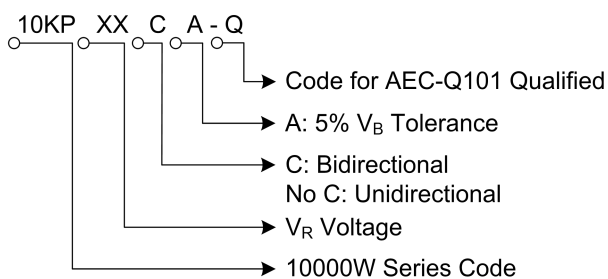 10KP XX C A - Q
Code for AEC-Q101 Qualified
A: 5% VB Tolerance
C: Bidirectional
No C: Unidirectional
VR Voltage
10000W Series Code